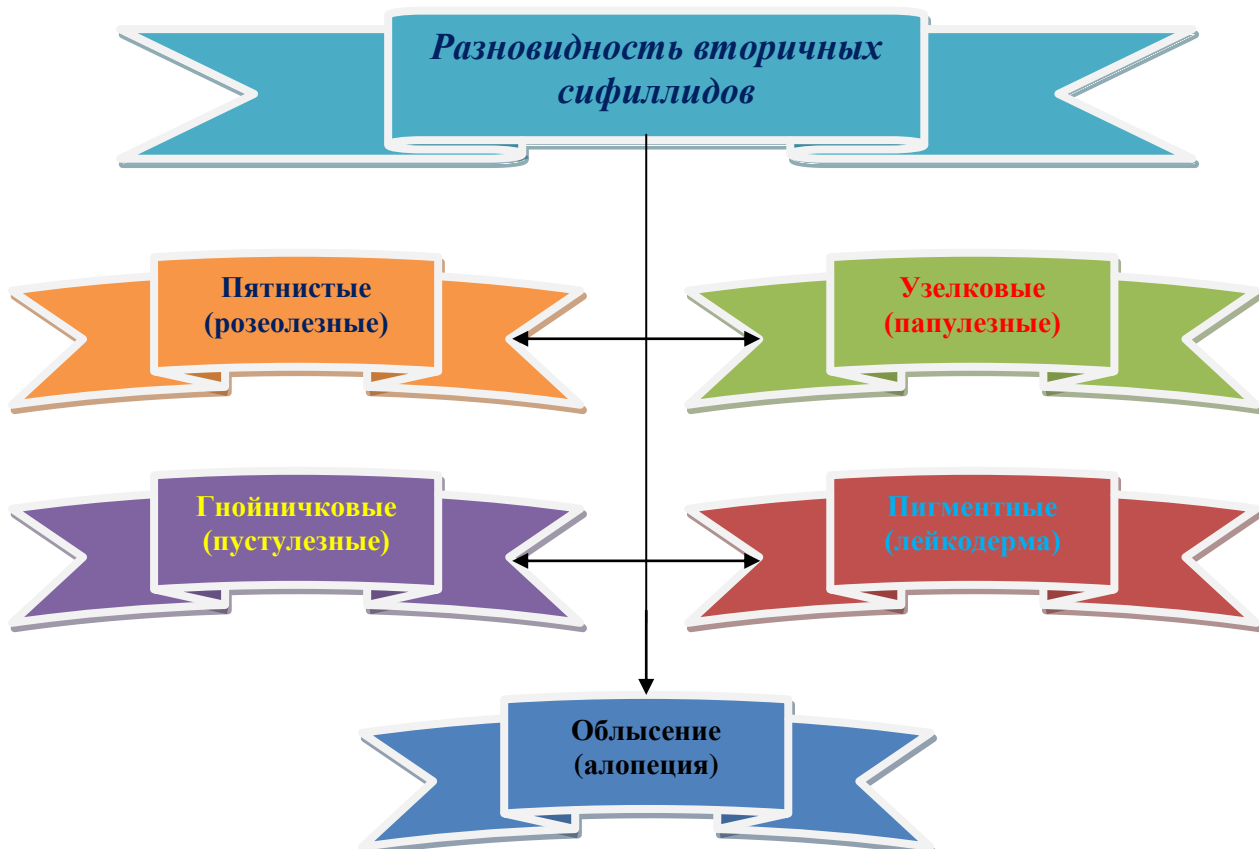 Разновидность вторичных
сифиллидов
Пятнистые
(розеолезные)
Узелковые
(папулезные)
Гнойничковые
(пустулезные)
Пигментные
(лейкодерма)
Облысение
(алопеция)